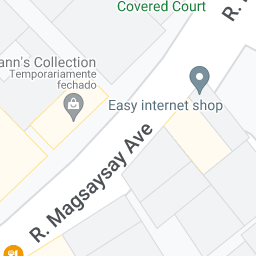 Covered Court
R.
ann's Collection
Temporariamente
fechado
Easy internet shop
R. Magsaysay Ave